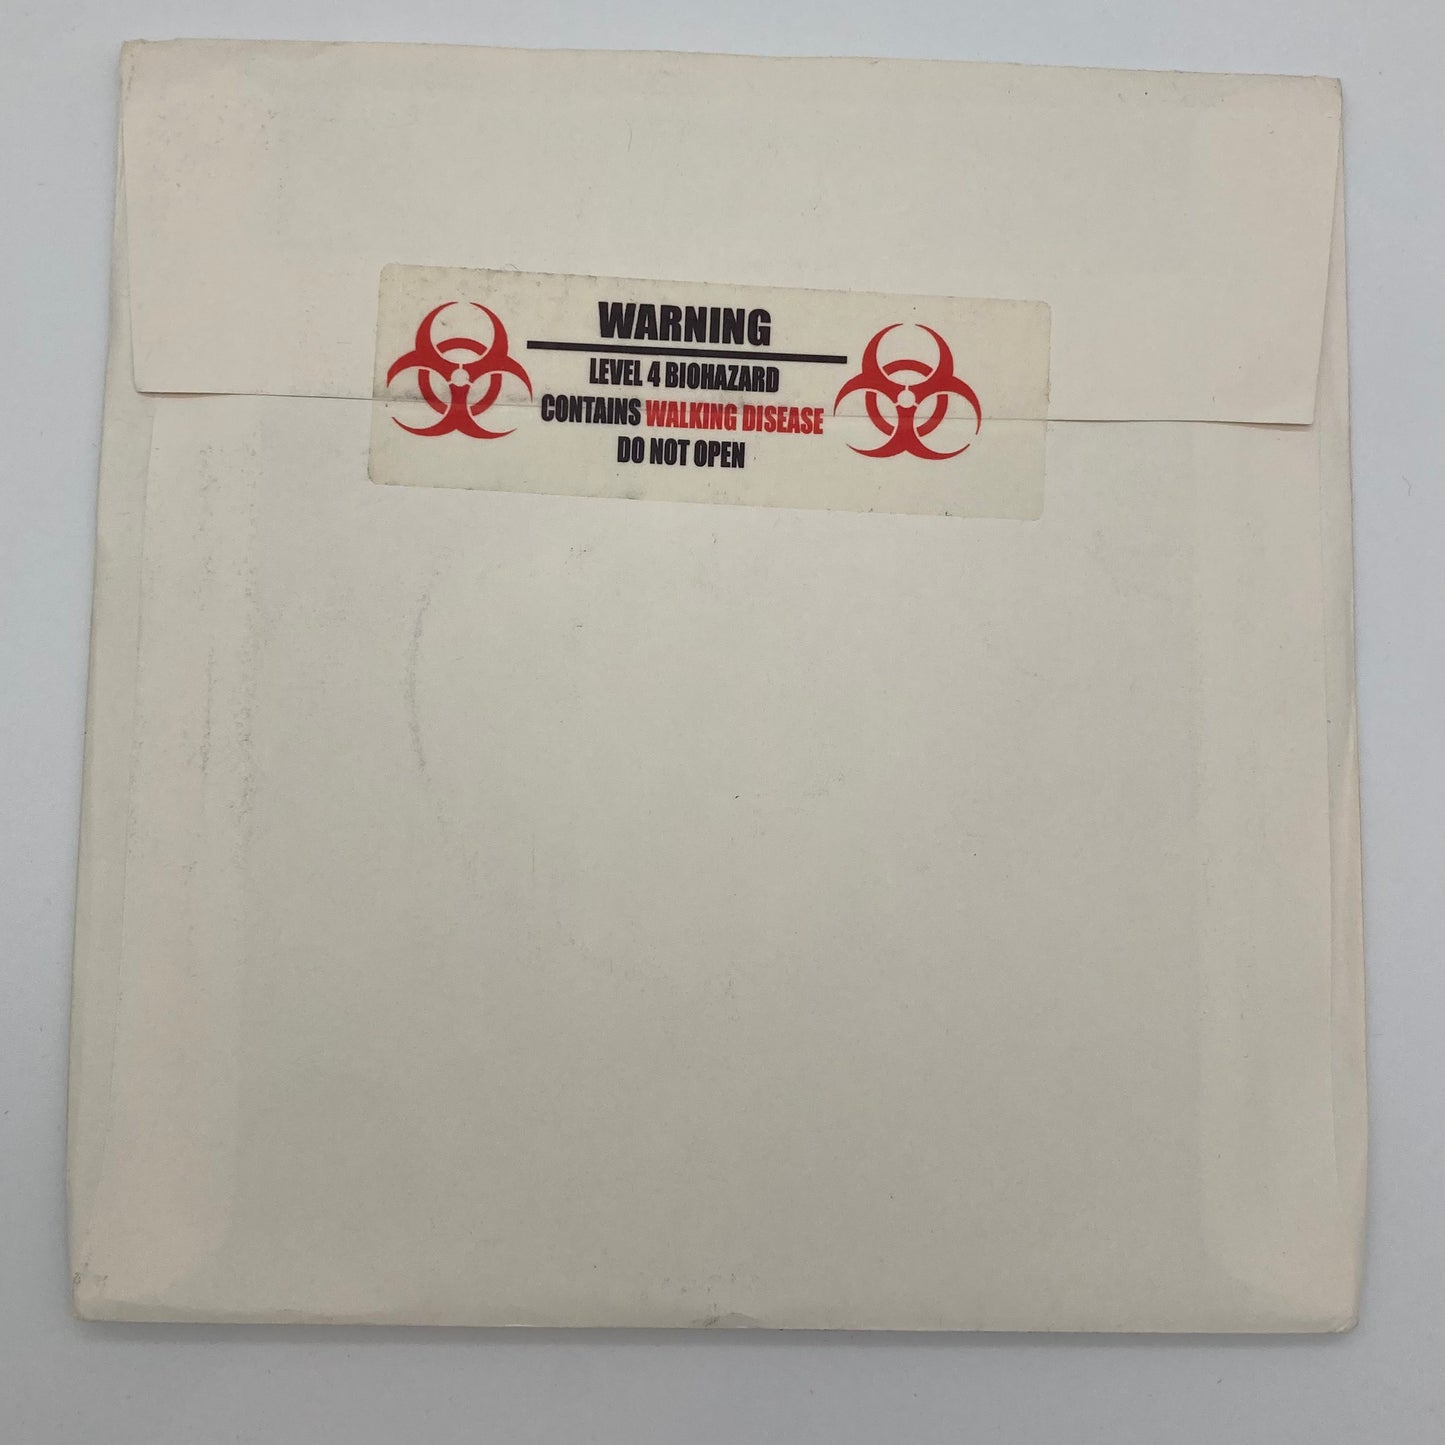 WARNING
LEVEL 4 BIOHAZARD
CONTAINS WALKING DISEASE
DO NOT OPEN